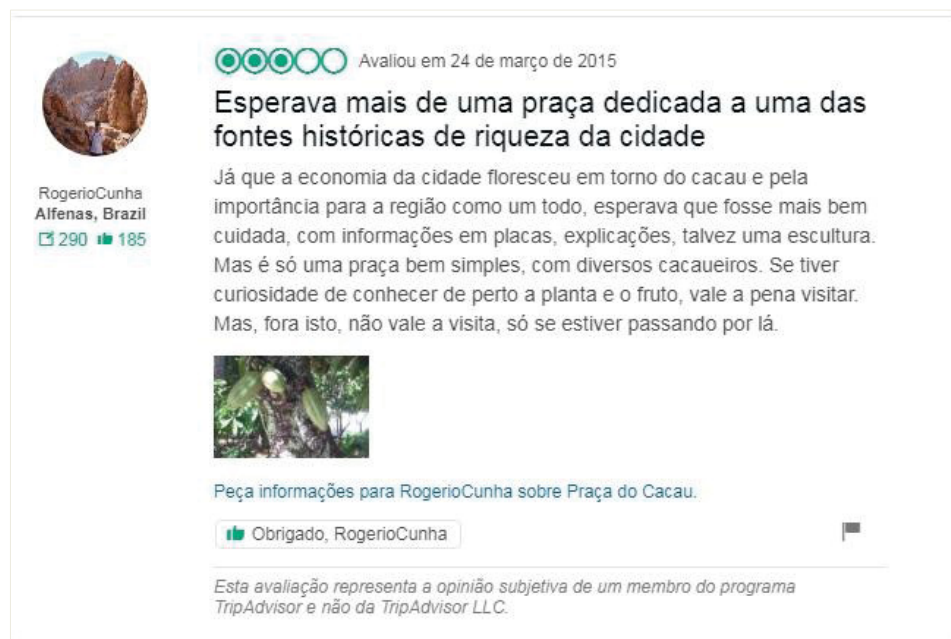 Avaliou em 24 de março de 2015
Esperava mais de uma praça dedicada a uma das
fontes históricas de riqueza da cidade
RogerioCunha
Alfenas, Brazil
290 185
Já que a economia da cidade floresceu em torno do cacau e pela
importância para a região como um todo, esperava que fosse mais bem
cuidada, com informações em placas, explicações, talvez uma escultura.
Mas é só uma praça bem simples, com diversos cacaueiros. Se tiver
curiosidade de conhecer de perto a planta e o fruto, vale a pena visitar.
Mas, fora isto, não vale a visita, só se estiver passando por lá.
Peça informações para RogerioCunha sobre Praça do Cacau.
Obrigado, RogerioCunha
Esta avaliação representa a opinião subjetiva de um membro do programa
TripAdvisor e não da TripAdvisor LLC.